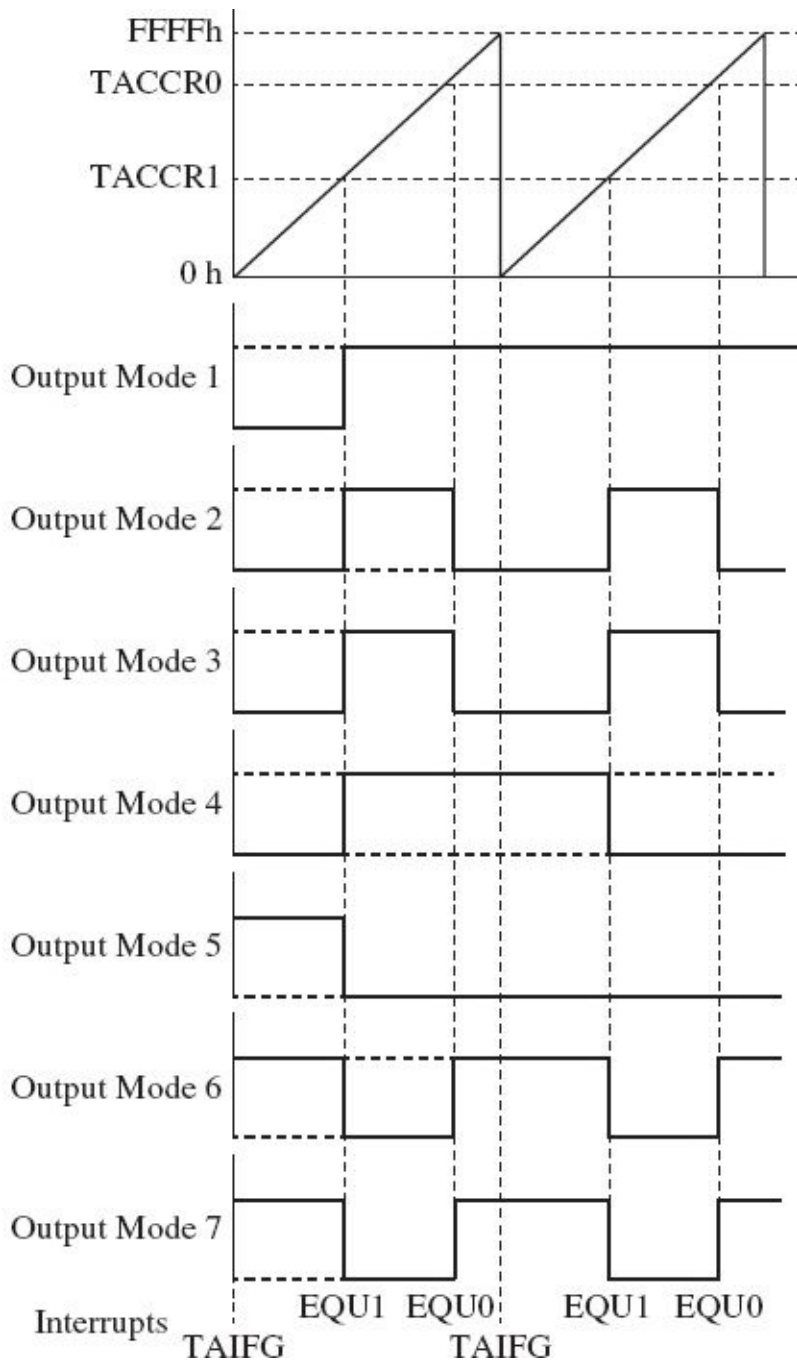 FFFFh
TACCR0
TACCR1
0 h
Output Mode 1
Output Mode 2
Output Mode 3
Output Mode 4
Output Mode 5
Output Mode 6
Output Mode 7
Interrupts
EQU1 EQU0 EQU1 EQU0
TAIFG TAIFG